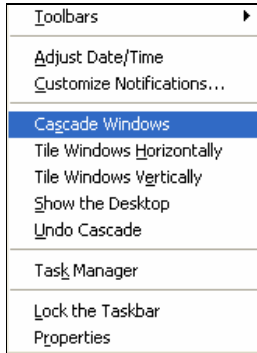 Toolbars
Adjust Date/Time
Customize Notifications...
Cascade Windows
Tile Windows Horizontally
Tile Windows Vertically
Show the Desktop
Undo Cascade
Task Manager
Lock the Taskbar
Properties